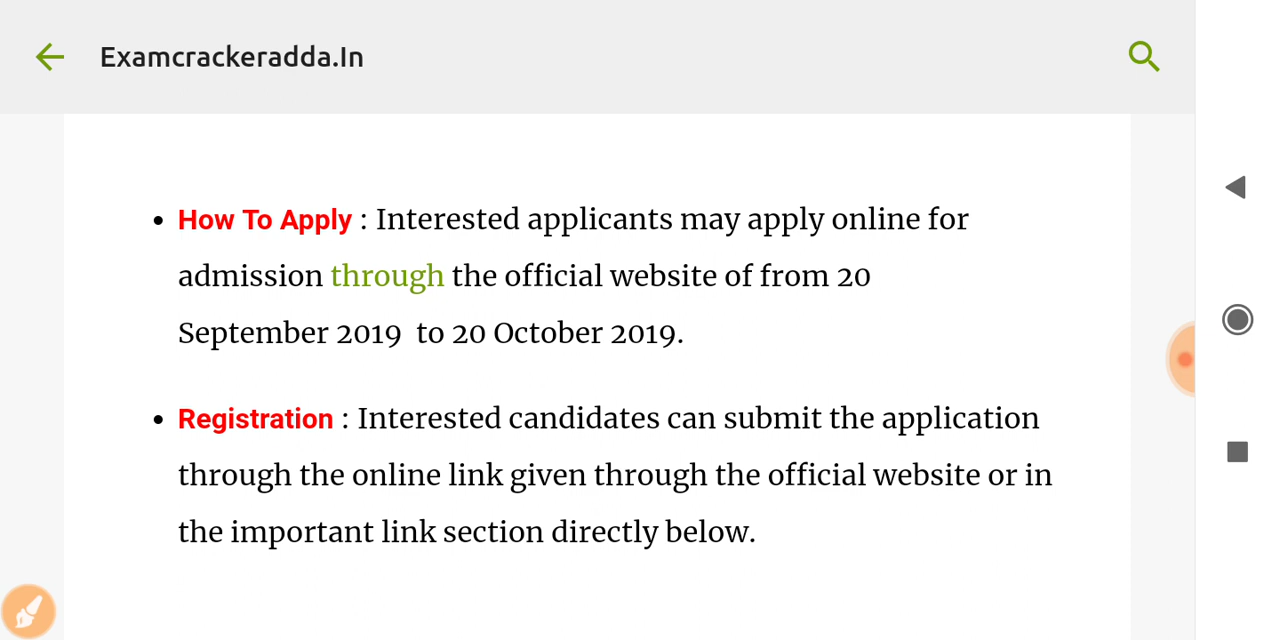 Examcrackeradda.In
How To Apply : Interested applicants may apply online for
admission through the official website of from 20
September 2019  to 20 October 2019.
Registration : Interested candidates can submit the application
through the online link given through the official website or in
the important link section directly below.